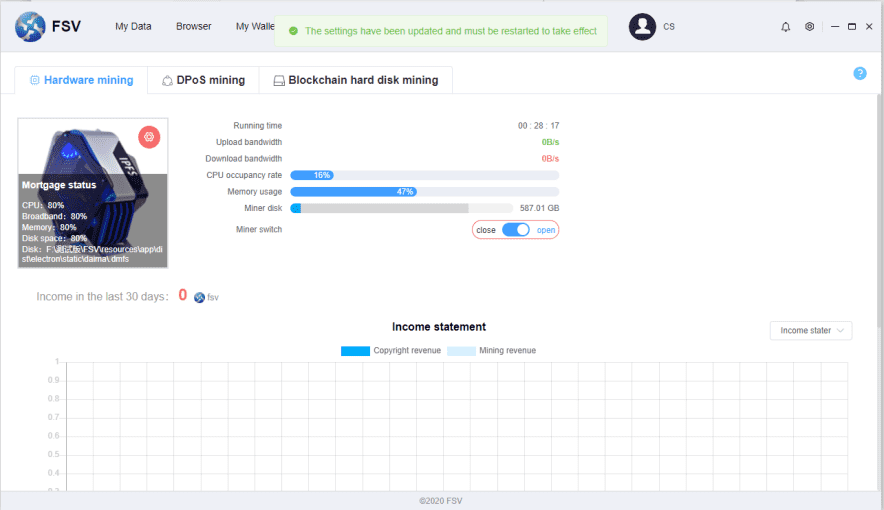 FSV
My Data
Browser
My Walle
The settings have been updated and must be restarted to take effect
CS
Hardware mining
DPoS mining
Blockchain hard disk mining
?
IPFS
Mortgage status
CPU: 80%
Broadband: 80%
Memory: 80%
Disk space: 80%
Disk: F:\测试版\FSV\resources\app\di
st\electron\static\daima\.dmfs
Running time 00 : 28 : 17
Upload bandwidth 0B/s
Download bandwidth 0B/s
CPU occupancy rate 16%
Memory usage 47%
Miner disk 587.01 GB
Miner switch close open
Income in the last 30 days: 0 fsv
Income statement
Income stater
Copyright revenue
Mining revenue
1
0.9
0.8
0.7
0.6
0.5
0.4
0.3
©2020 FSV